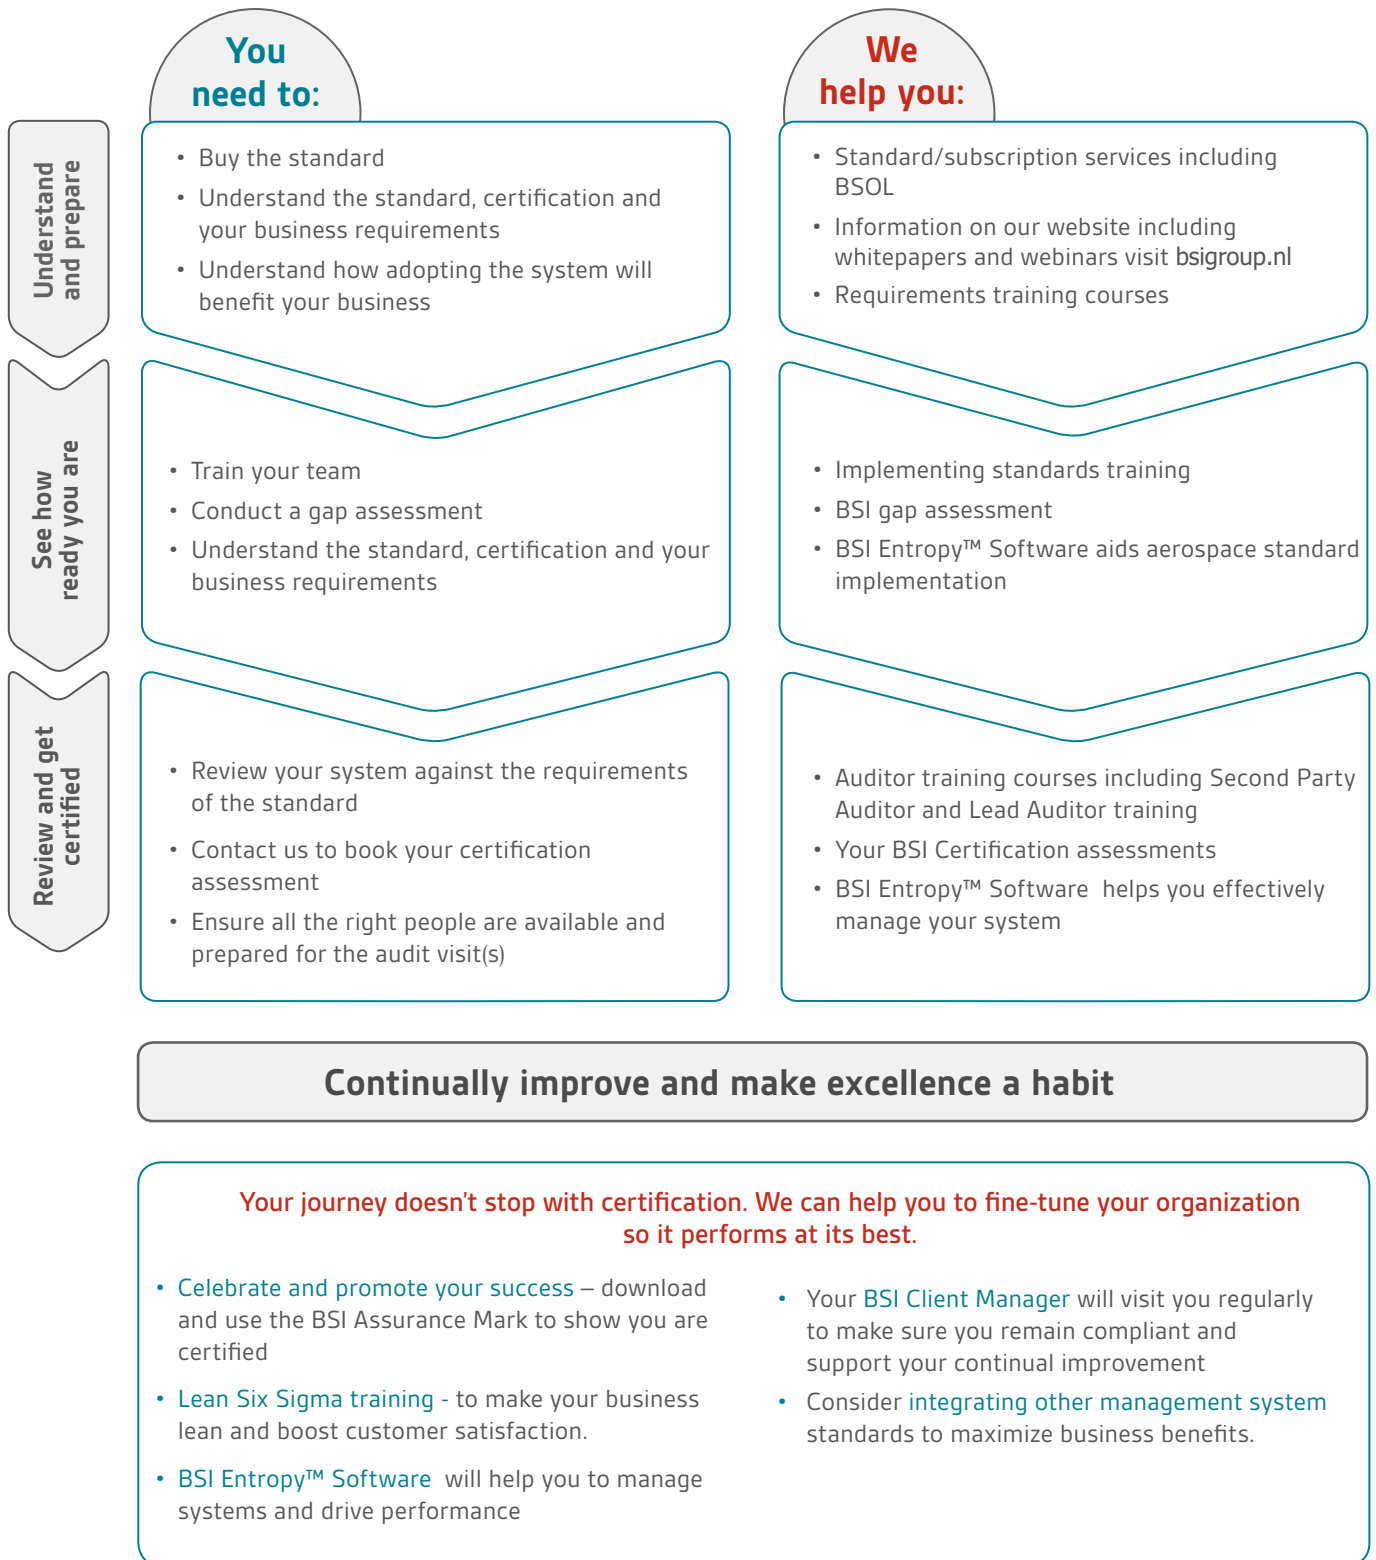 You
need to:
We
help you:
Understand
and prepare
• Buy the standard
• Understand the standard, certification and
your business requirements
• Understand how adopting the system will
benefit your business
• Standard/subscription services including
BSOL
• Information on our website including
whitepapers and webinars visit bsigroup.nl
• Requirements training courses
See how
ready you are
• Train your team
• Conduct a gap assessment
• Understand the standard, certification and your
business requirements
• Implementing standards training
• BSI gap assessment
• BSI Entropy™ Software aids aerospace standard
implementation
Review and get
certified
• Review your system against the requirements
of the standard
• Contact us to book your certification
assessment
• Ensure all the right people are available and
prepared for the audit visit(s)
• Auditor training courses including Second Party
Auditor and Lead Auditor training
• Your BSI Certification assessments
• BSI Entropy™ Software helps you effectively
manage your system
Continually improve and make excellence a habit
Your journey doesn't stop with certification. We can help you to fine-tune your organization
so it performs at its best.
• Celebrate and promote your success – download
and use the BSI Assurance Mark to show you are
certified
• Lean Six Sigma training - to make your business
lean and boost customer satisfaction.
• BSI Entropy™ Software will help you to manage
systems and drive performance
• Your BSI Client Manager will visit you regularly
to make sure you remain compliant and
support your continual improvement
• Consider integrating other management system
standards to maximize business benefits.